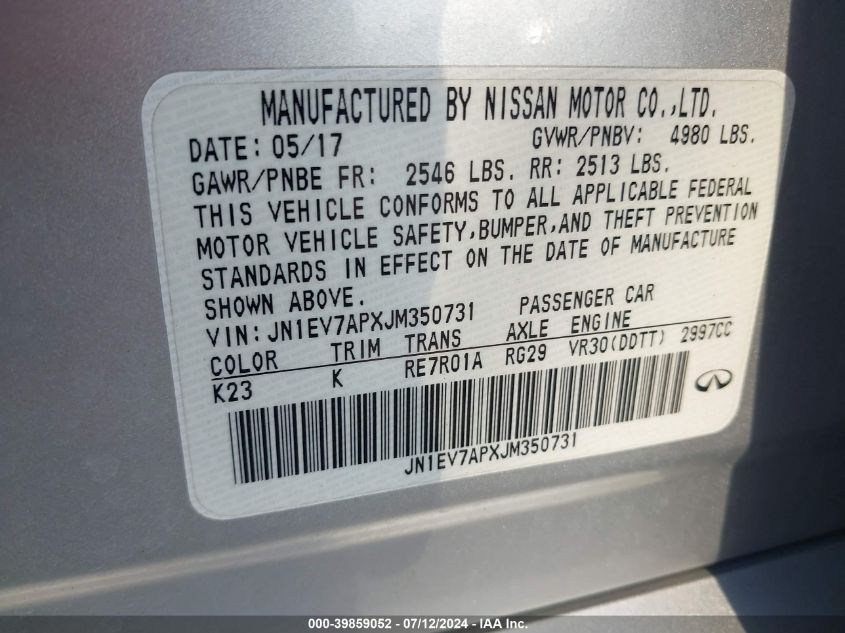 MANUFACTURED BY NISSAN MOTOR CO.,LTD.
DATE: 05/17 GVWR/PNBV: 4980 LBS.
GAWR/PNBE FR: 2546 LBS. RR: 2513 LBS.
THIS VEHICLE CONFORMS TO ALL APPLICABLE FEDERAL
MOTOR VEHICLE SAFETY,BUMPER,AND THEFT PREVENTION
STANDARDS IN EFFECT ON THE DATE OF MANUFACTURE
SHOWN ABOVE.
VIN: JN1EV7APXJM350731 PASSENGER CAR
COLOR TRIM TRANS AXLE ENGINE
K23 K RE7R01A RG29 VR30(DDTT) 2997CC
JN1EV7APXJM350731
000-39859052 - 07/12/2024 - IAA Inc.